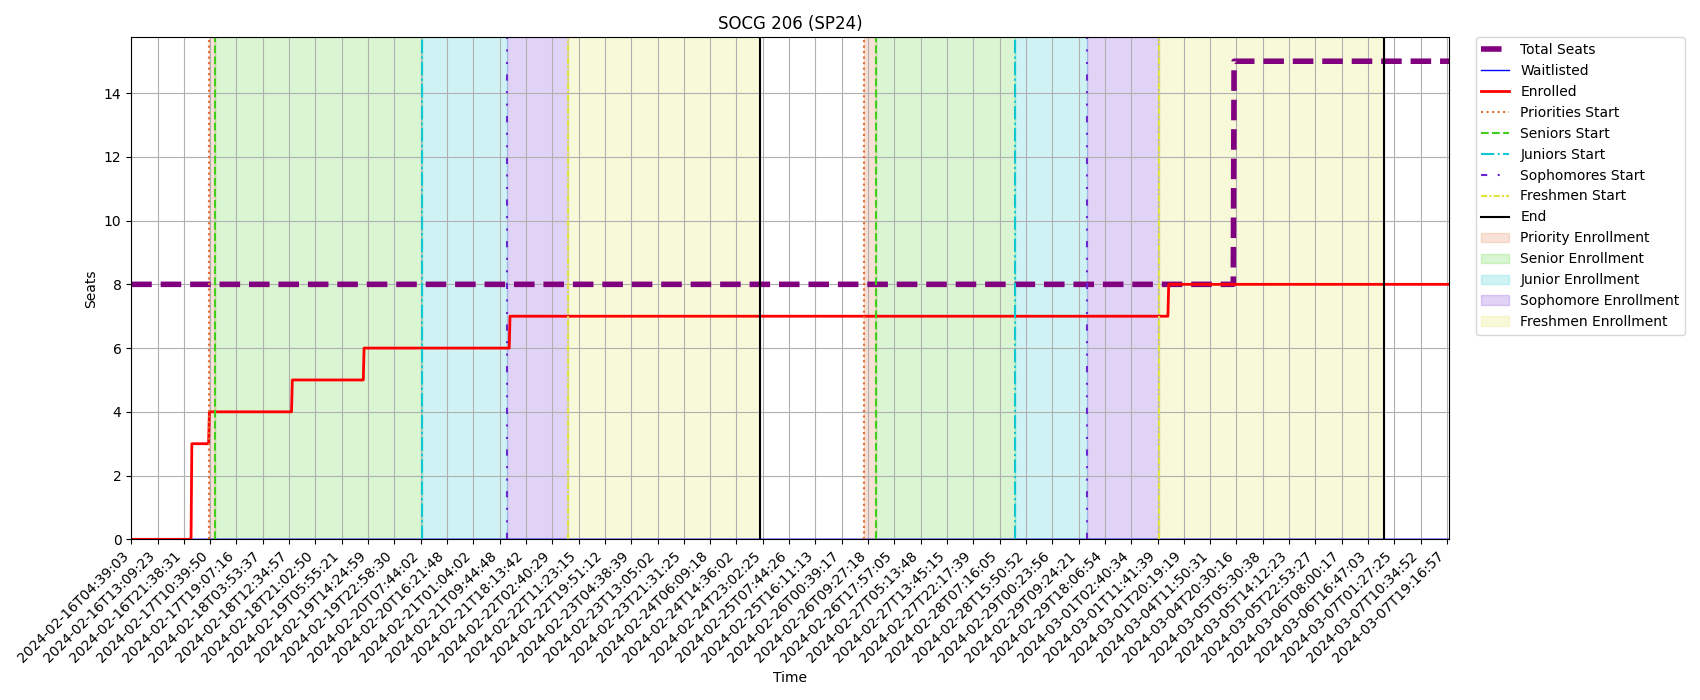 SOCG 206 (SP24)
Seats
14
12
10
8
6
4
2
0
2024-02-16T04:39:03
2024-02-16T13:09:23
2024-02-16T21:38:31
2024-02-17T10:39:50
2024-02-17T19:07:16
2024-02-18T03:53:37
2024-02-18T12:34:57
2024-02-18T21:02:50
2024-02-19T05:55:21
2024-02-19T14:24:59
2024-02-19T22:58:30
2024-02-20T07:44:02
2024-02-20T16:21:48
2024-02-21T01:04:02
2024-02-21T09:44:48
2024-02-21T18:13:42
2024-02-22T02:40:29
2024-02-22T11:23:15
2024-02-22T19:51:12
2024-02-23T04:38:39
2024-02-23T13:05:02
2024-02-23T21:31:25
2024-02-24T06:09:18
2024-02-24T14:36:02
2024-02-24T23:02:25
2024-02-25T07:44:26
2024-02-25T16:11:13
2024-02-26T00:39:17
2024-02-26T09:27:18
2024-02-26T17:57:05
2024-02-27T05:13:48
2024-02-27T13:45:15
2024-02-27T22:17:39
2024-02-28T07:16:05
2024-02-28T15:50:52
2024-02-29T00:23:56
2024-02-29T09:24:21
2024-02-29T18:06:54
2024-03-01T02:40:34
2024-03-01T11:41:39
2024-03-01T20:19:19
2024-03-04T11:50:31
2024-03-04T20:30:16
2024-03-05T05:30:38
2024-03-05T14:12:23
2024-03-05T22:53:27
2024-03-06T08:00:17
2024-03-06T16:47:03
2024-03-07T01:27:25
2024-03-07T10:34:52
2024-03-07T19:16:57
Time
Total Seats
Waitlisted
Enrolled
Priorities Start
Seniors Start
Juniors Start
Sophomores Start
Freshmen Start
End
Priority Enrollment
Senior Enrollment
Junior Enrollment
Sophomore Enrollment
Freshmen Enrollment